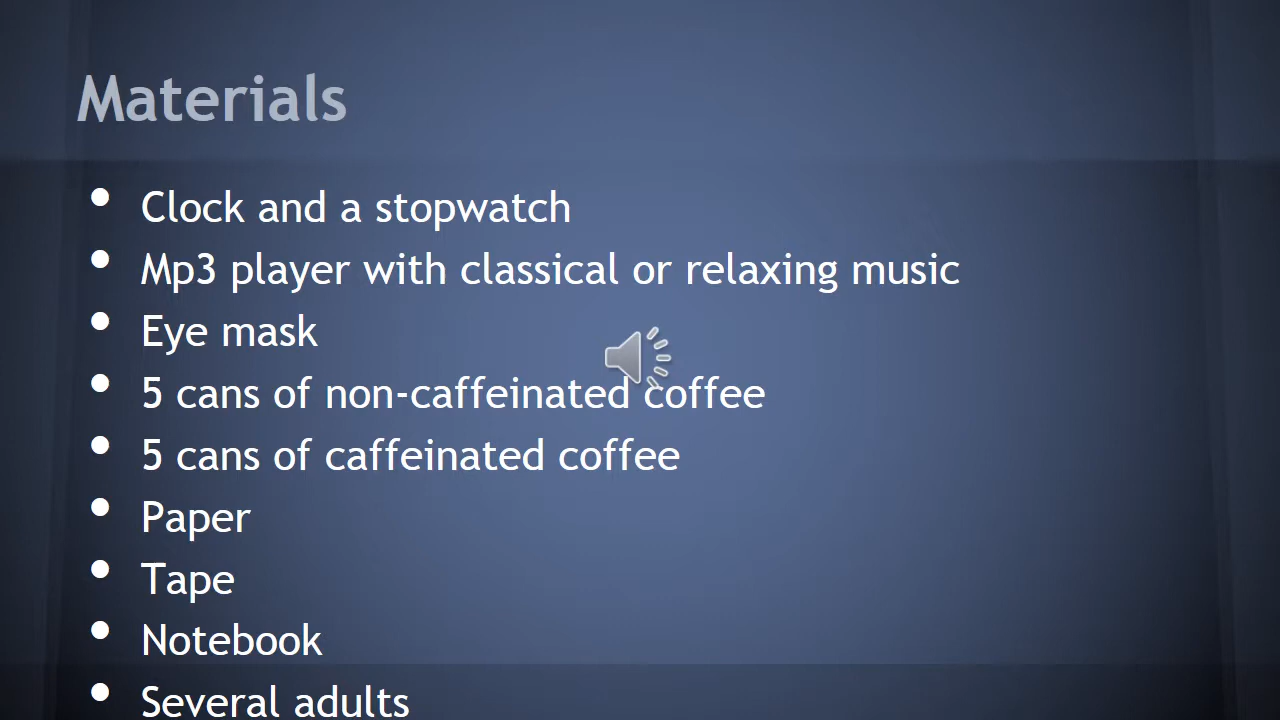 Materials
• Clock and a stopwatch
• Mp3 player with classical or relaxing music
• Eye mask
• 5 cans of non-caffeinated coffee
• 5 cans of caffeinated coffee
• Paper
• Tape
• Notebook
• Several adults